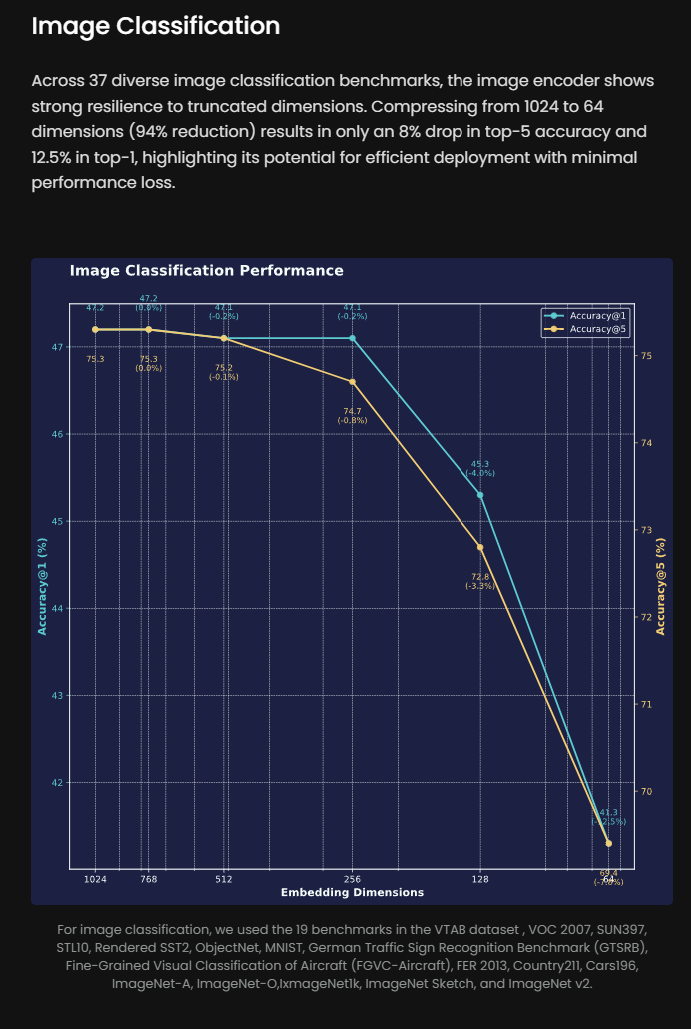 Image Classification
Across 37 diverse image classification benchmarks, the image encoder shows
strong resilience to truncated dimensions. Compressing from 1024 to 64
dimensions (94% reduction) results in only an 8% drop in top-5 accuracy and
12.5% in top-1, highlighting its potential for efficient deployment with minimal
performance loss.
Image Classification Performance
Accuracy@1
Accuracy@5
47.2
47.2
(0.0%)
47.1
(-0.2%)
47.1
(-0.2%)
45.3
(-4.0%)
41.3
(-12.5%)
75.3
75.3
(0.0%)
75.2
(-0.1%)
74.7
(-0.8%)
72.8
(-3.3%)
69.4
(-7.8%)
47
46
45
44
43
42
75
74
73
72
71
70
Accuracy@1 (%)
Accuracy@5 (%)
1024
768
512
256
128
64
Embedding Dimensions
For image classification, we used the 19 benchmarks in the VTAB dataset , VOC 2007, SUN397,
STL10, Rendered SST2, ObjectNet, MNIST, German Traffic Sign Recognition Benchmark (GTSRB),
Fine-Grained Visual Classification of Aircraft (FGVC-Aircraft), FER 2013, Country211, Cars196,
ImageNet-A, ImageNet-O,IxmageNet1k, ImageNet Sketch, and ImageNet v2.